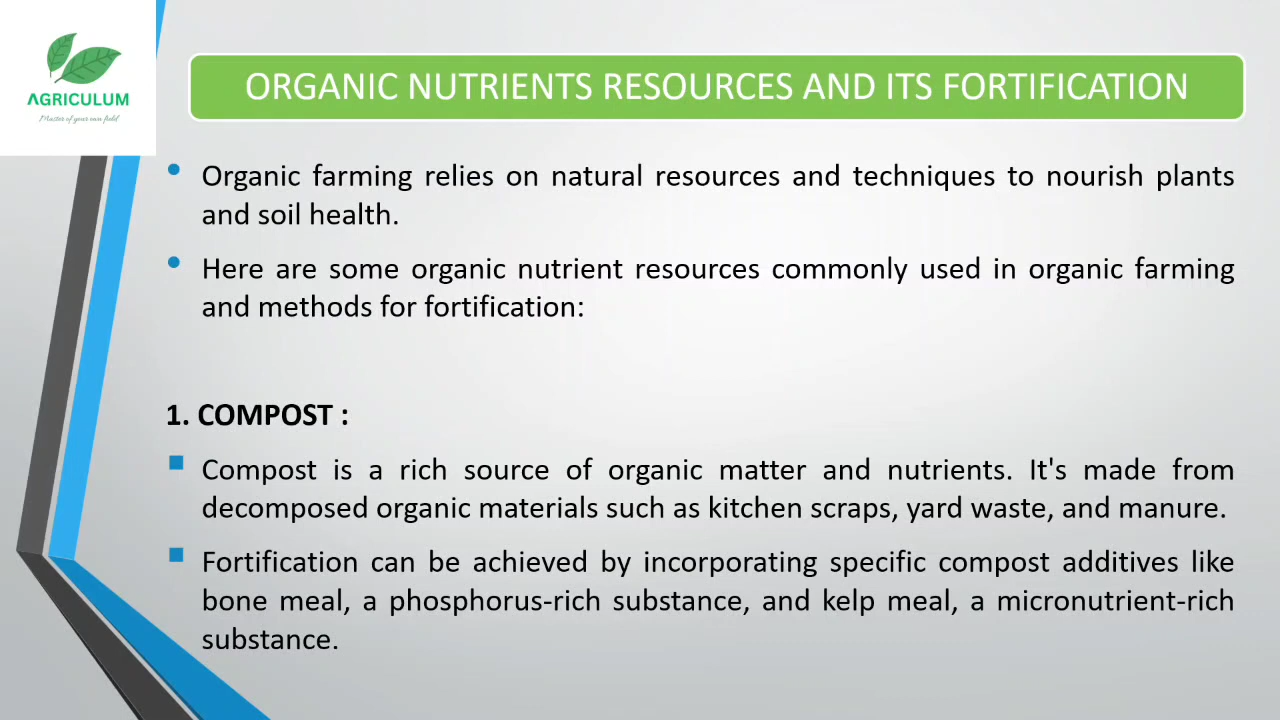 AGRICULUM
Master of your own field
ORGANIC NUTRIENTS RESOURCES AND ITS FORTIFICATION
• Organic farming relies on natural resources and techniques to nourish plants
and soil health.
• Here are some organic nutrient resources commonly used in organic farming
and methods for fortification:
1. COMPOST :
▪ Compost is a rich source of organic matter and nutrients. It's made from
decomposed organic materials such as kitchen scraps, yard waste, and manure.
▪ Fortification can be achieved by incorporating specific compost additives like
bone meal, a phosphorus-rich substance, and kelp meal, a micronutrient-rich
substance.